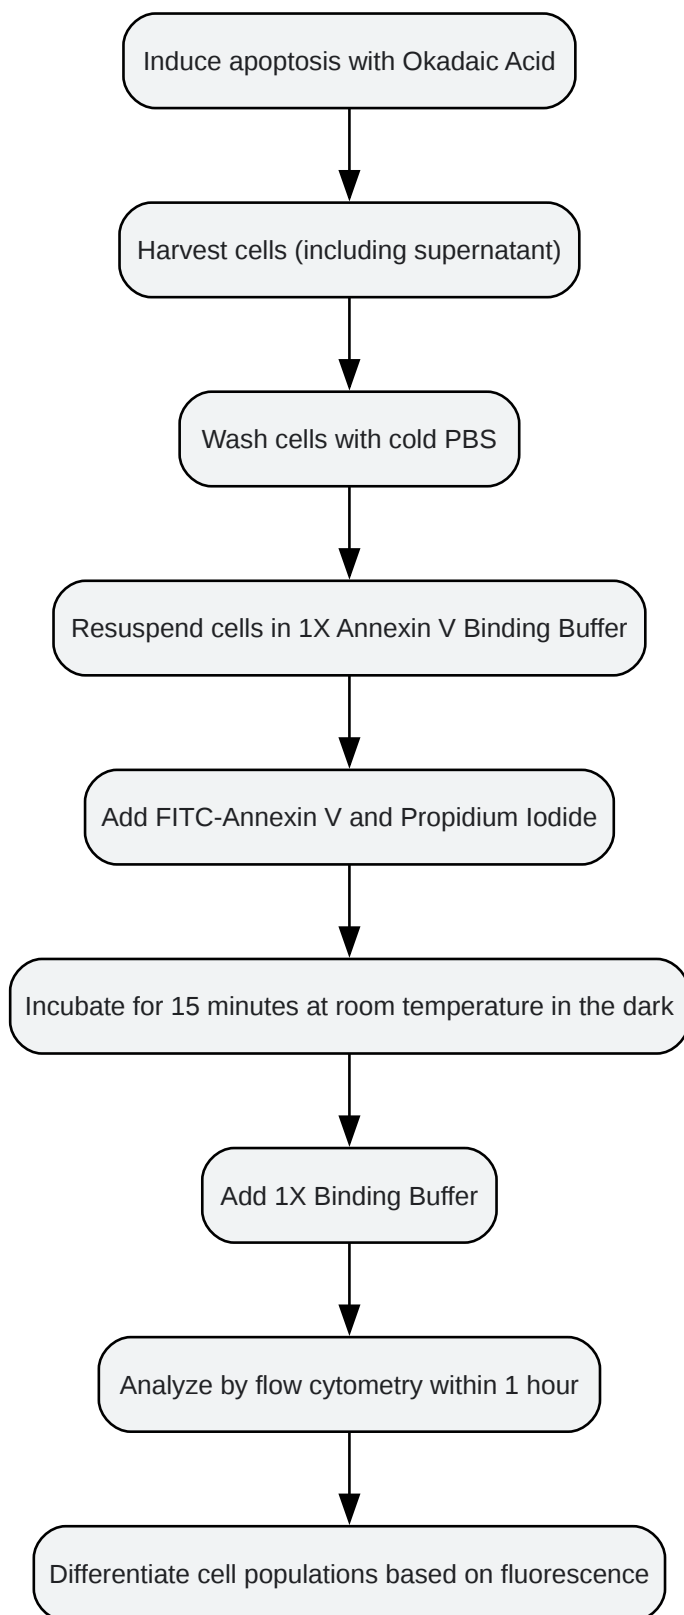 Induce apoptosis with Okadaic Acid
Harvest cells (including supernatant)
Wash cells with cold PBS
Resuspend cells in 1X Annexin V Binding Buffer
Add FITC-Annexin V and Propidium Iodide
Incubate for 15 minutes at room temperature in the dark
Add 1X Binding Buffer
Analyze by flow cytometry within 1 hour
Differentiate cell populations based on fluorescence